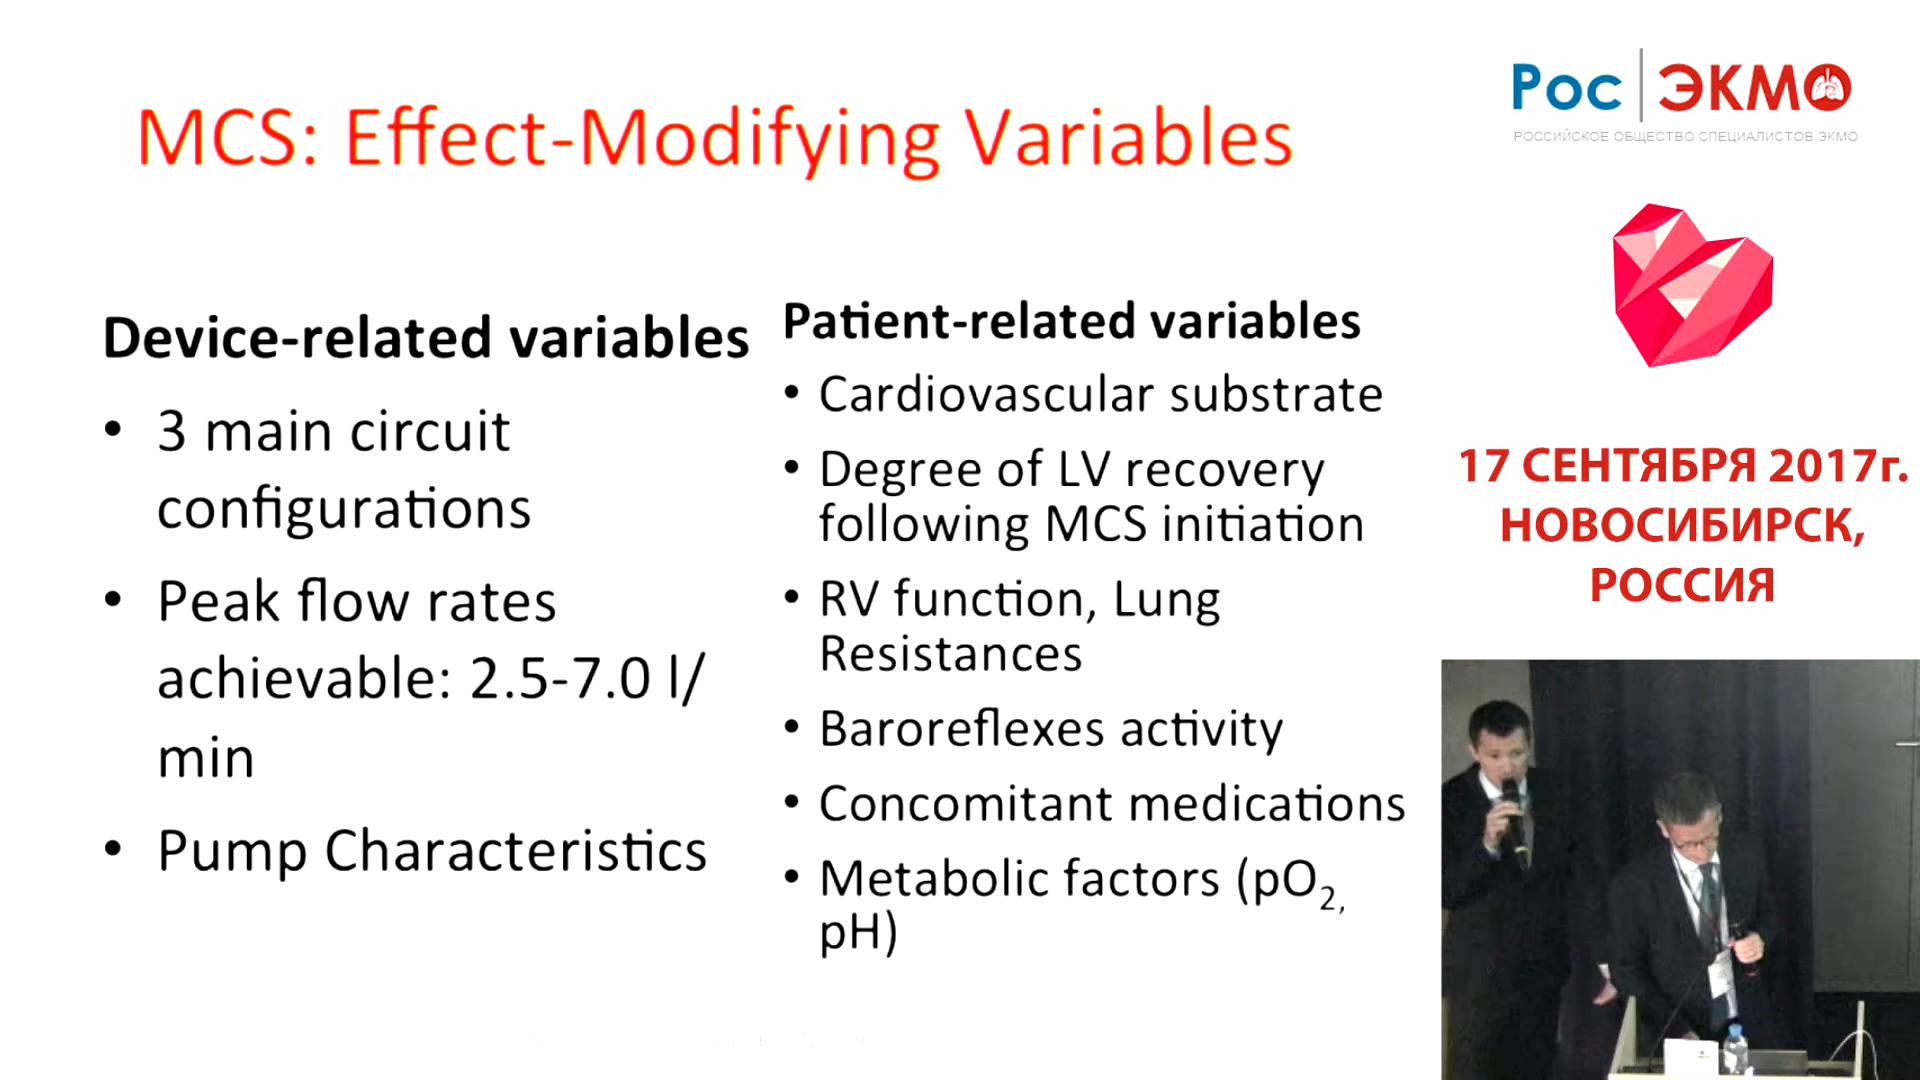 MCS: Effect-Modifying Variables
Device-related variables
• 3 main circuit
configurations
• Peak flow rates
achievable: 2.5-7.0 l/
min
• Pump Characteristics
Patient-related variables
• Cardiovascular substrate
• Degree of LV recovery
following MCS initiation
• RV function, Lung
Resistances
• Baroreflexes activity
• Concomitant medications
• Metabolic factors (pO2,
pH)
Рос ЭКМО
РОССИЙСКОЕ ОБЩЕСТВО СПЕЦИАЛИСТОВ ЭКМО
17 СЕНТЯБРЯ 2017г.
НОВОСИБИРСК,
РОССИЯ